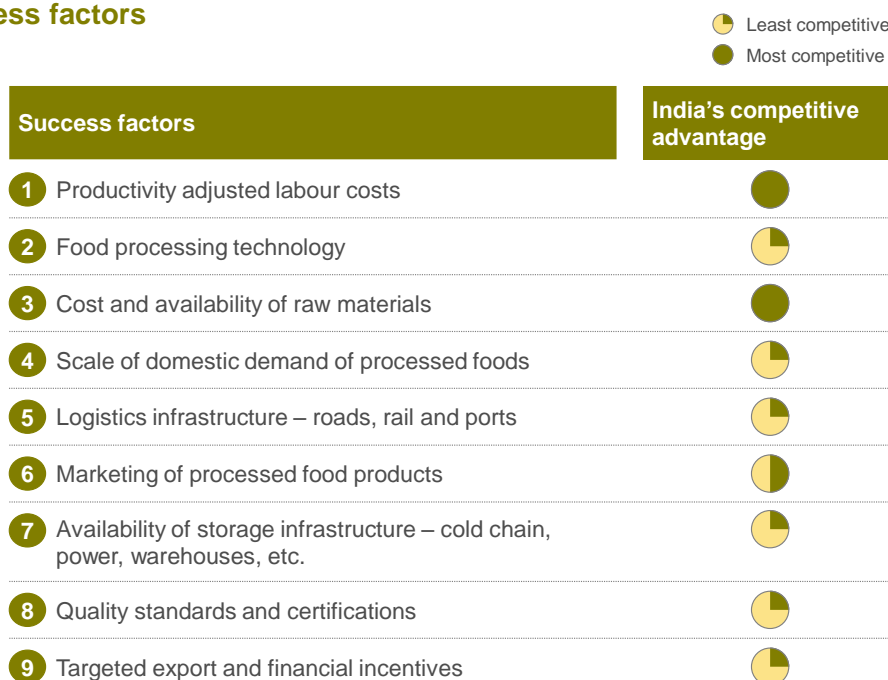 ess factors
Least competitive
Most competitive
Success factors
India’s competitive
advantage
1 Productivity adjusted labour costs
2 Food processing technology
3 Cost and availability of raw materials
4 Scale of domestic demand of processed foods
5 Logistics infrastructure – roads, rail and ports
6 Marketing of processed food products
7 Availability of storage infrastructure – cold chain,
power, warehouses, etc.
8 Quality standards and certifications
9 Targeted export and financial incentives